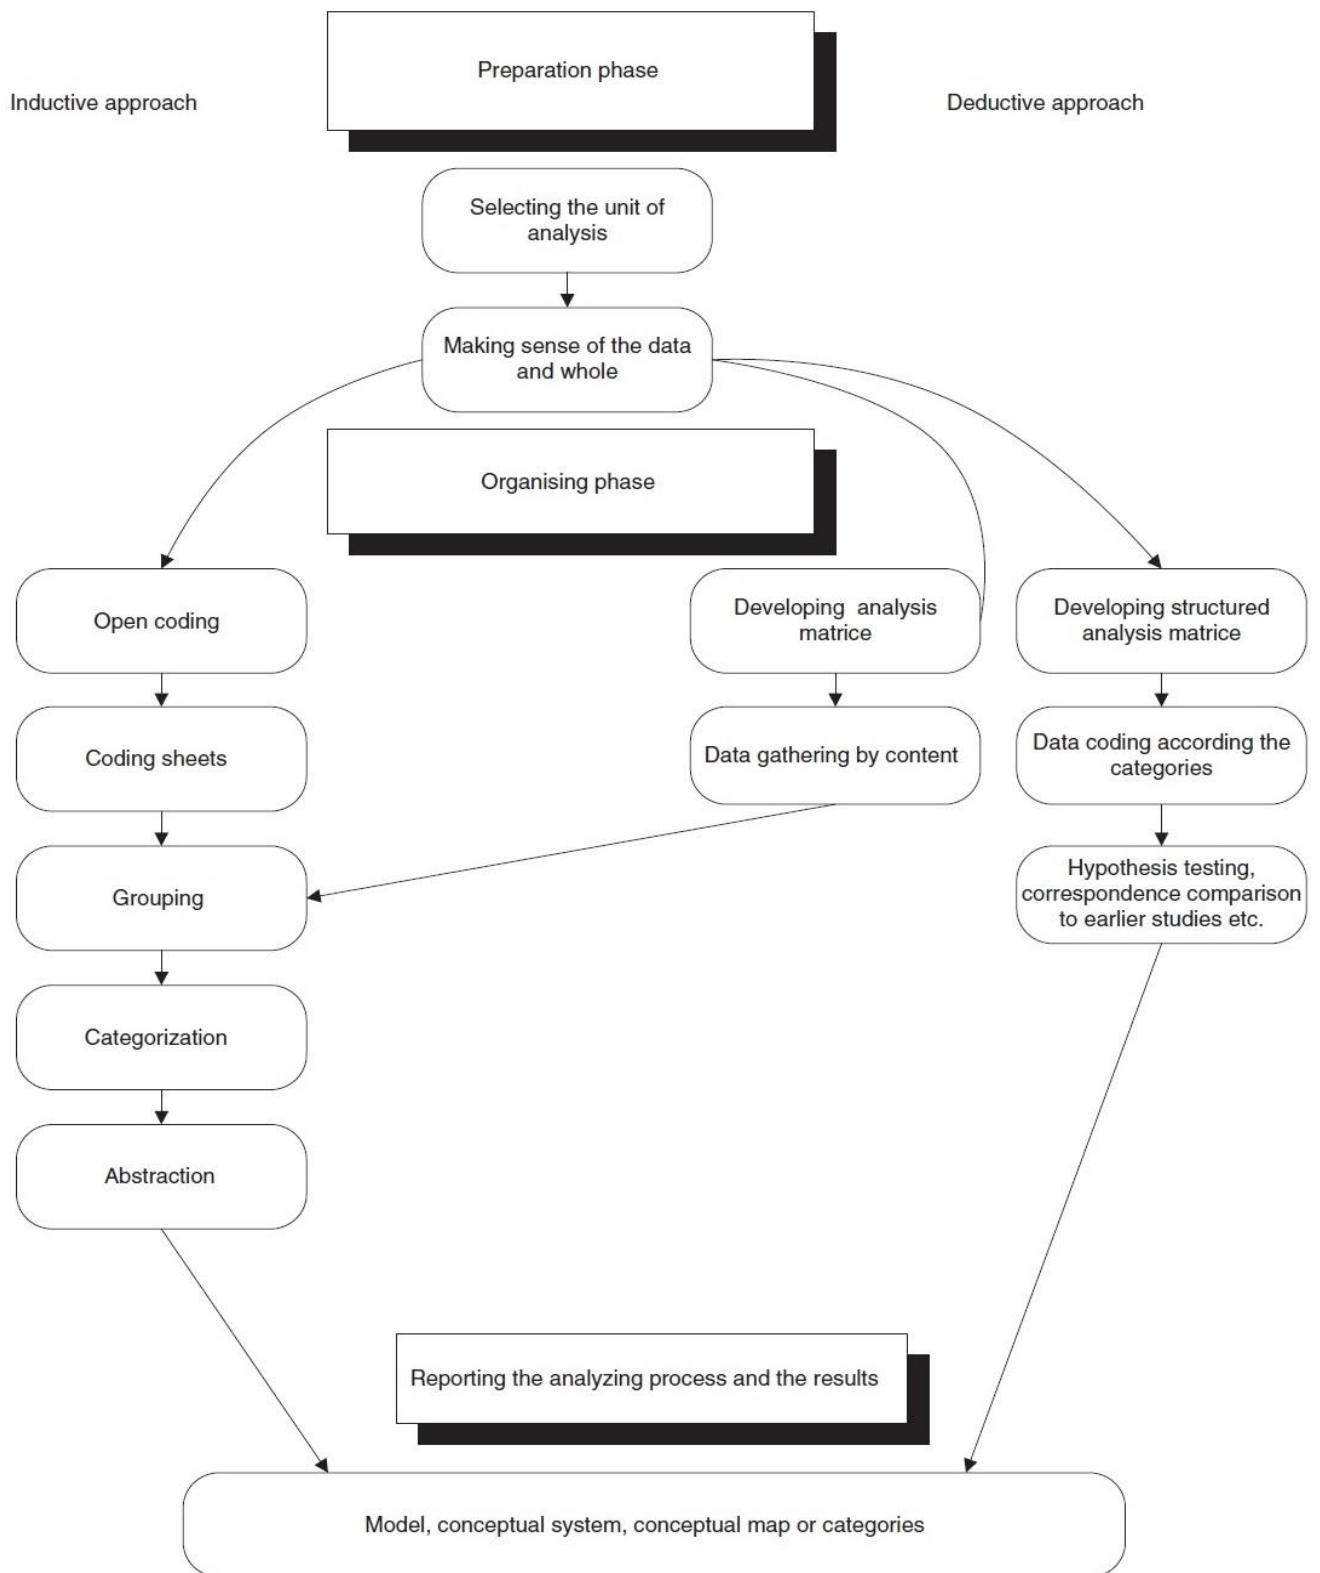 Preparation phase
Inductive approach
Deductive approach
Selecting the unit of
analysis
Making sense of the data
and whole
Organising phase
Open coding
Developing analysis
matrice
Developing structured
analysis matrice
Coding sheets
Data gathering by content
Data coding according the
categories
Grouping
Hypothesis testing,
correspondence comparison
to earlier studies etc.
Categorization
Abstraction
Reporting the analyzing process and the results
Model, conceptual system, conceptual map or categories